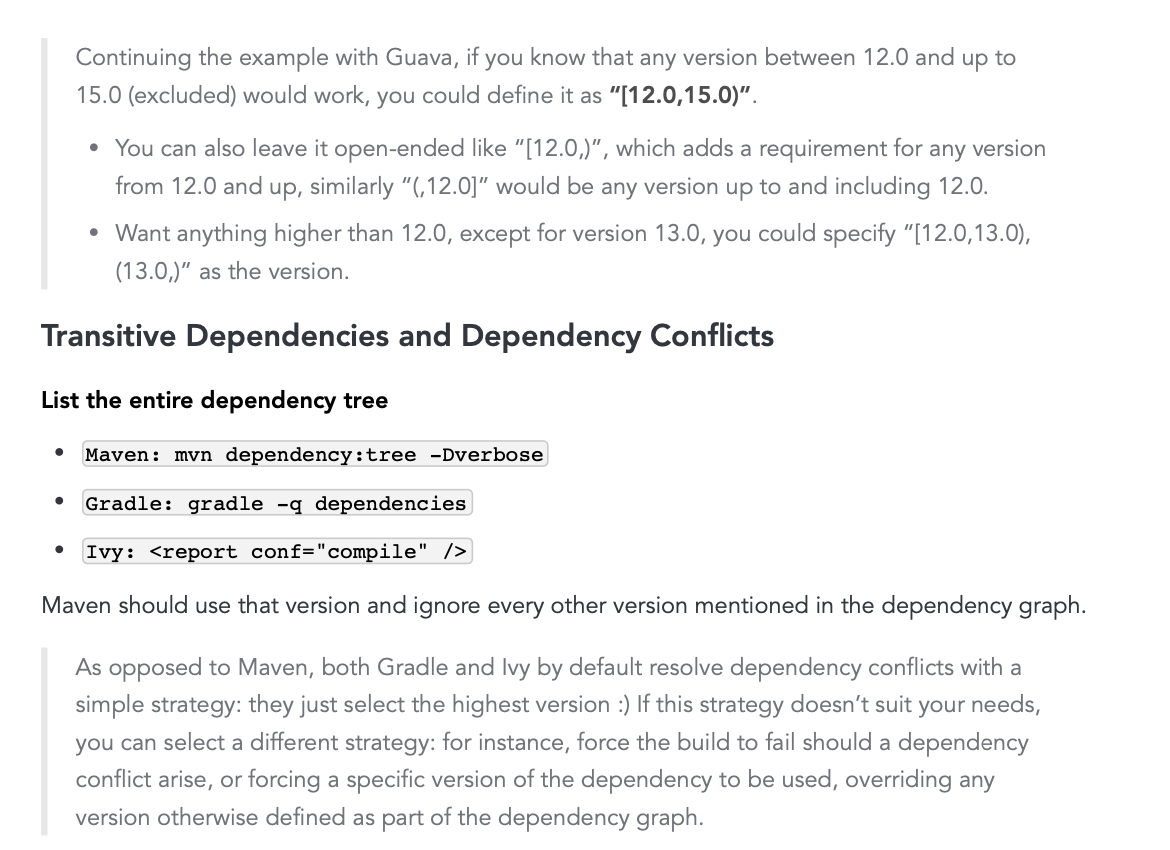 Continuing the example with Guava, if you know that any version between 12.0 and up to
15.0 (excluded) would work, you could define it as “[12.0,15.0)”.
• You can also leave it open-ended like “[12.0,)”, which adds a requirement for any version
from 12.0 and up, similarly “(,12.0]” would be any version up to and including 12.0.
• Want anything higher than 12.0, except for version 13.0, you could specify “[12.0,13.0),
(13.0,)” as the version.
Transitive Dependencies and Dependency Conflicts
List the entire dependency tree
• Maven: mvn dependency:tree -Dverbose
• Gradle: gradle -q dependencies
• Ivy: <report conf="compile" />
Maven should use that version and ignore every other version mentioned in the dependency graph.
As opposed to Maven, both Gradle and Ivy by default resolve dependency conflicts with a
simple strategy: they just select the highest version :) If this strategy doesn’t suit your needs,
you can select a different strategy: for instance, force the build to fail should a dependency
conflict arise, or forcing a specific version of the dependency to be used, overriding any
version otherwise defined as part of the dependency graph.